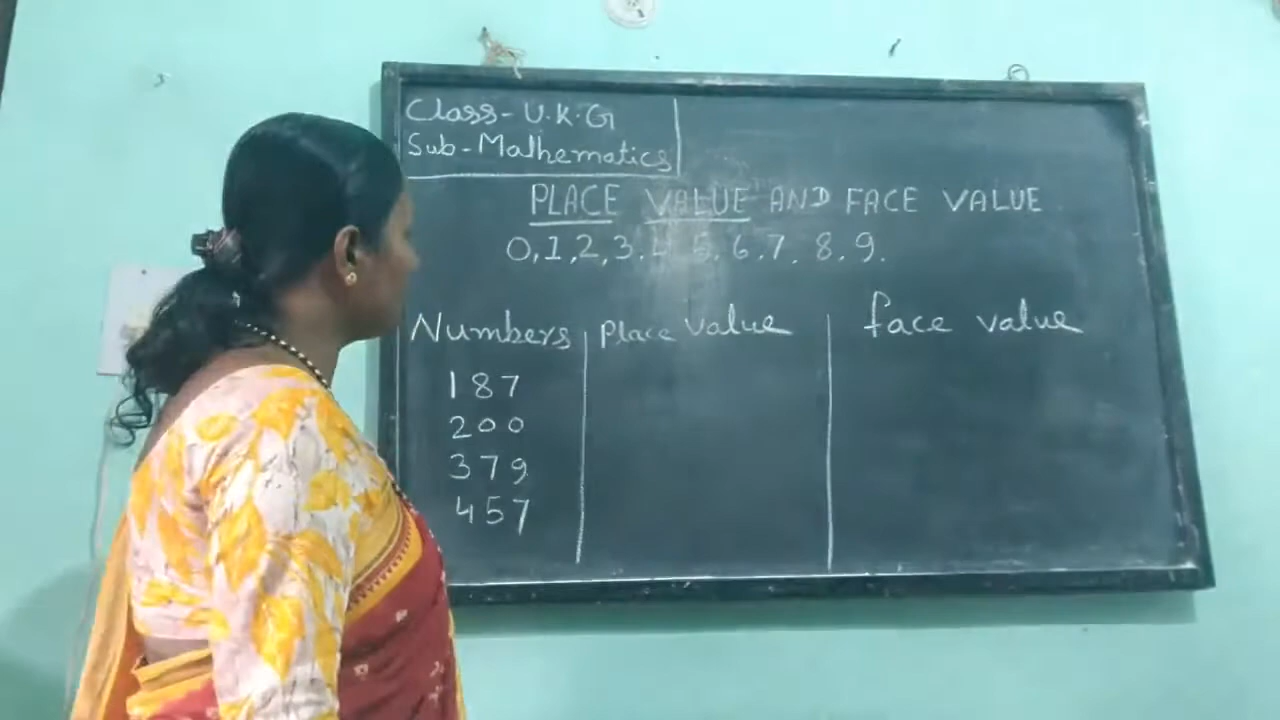 Class- U.K.G
Sub- Mathematics
PLACE VALUE AND FACE VALUE
0,1,2,3,4,5,6,7,8,9.
Numbers Place Value face value
187
200
379
457